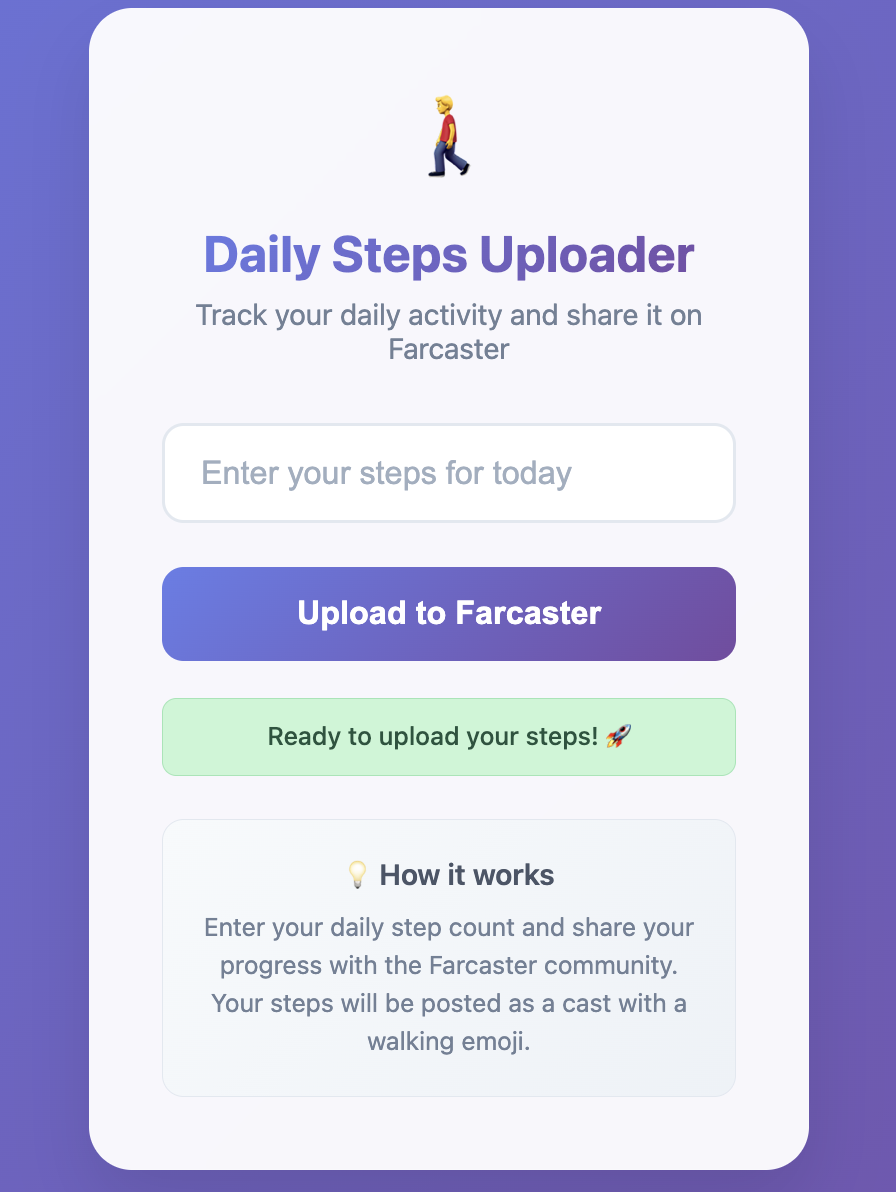 Daily Steps Uploader
Track your daily activity and share it on
Farcaster
Enter your steps for today
Upload to Farcaster
Ready to upload your steps! 🚀
💡 How it works
Enter your daily step count and share your
progress with the Farcaster community.
Your steps will be posted as a cast with a
walking emoji.